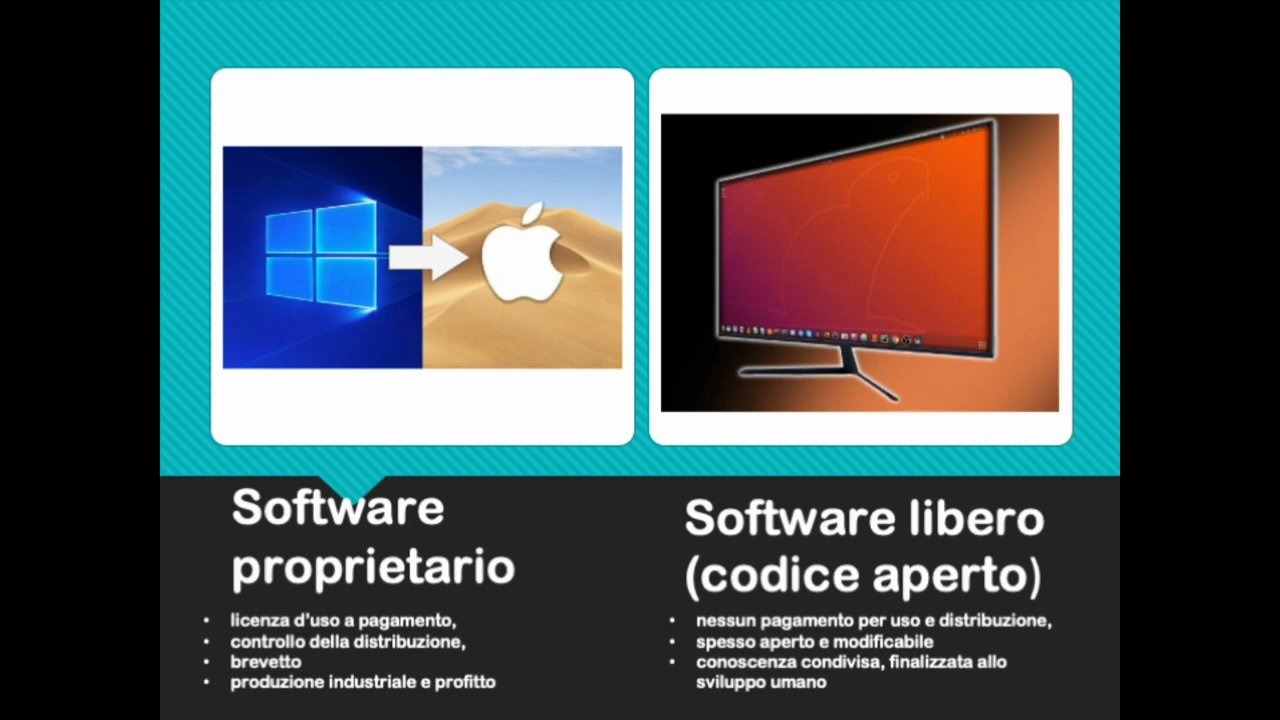 Software
proprietario
• licenza d'uso a pagamento,
• controllo della distribuzione,
• brevetto
• produzione industriale e profitto
Software libero
(codice aperto)
• nessun pagamento per uso e distribuzione,
• spesso aperto e modificabile
• conoscenza condivisa, finalizzata allo
sviluppo umano